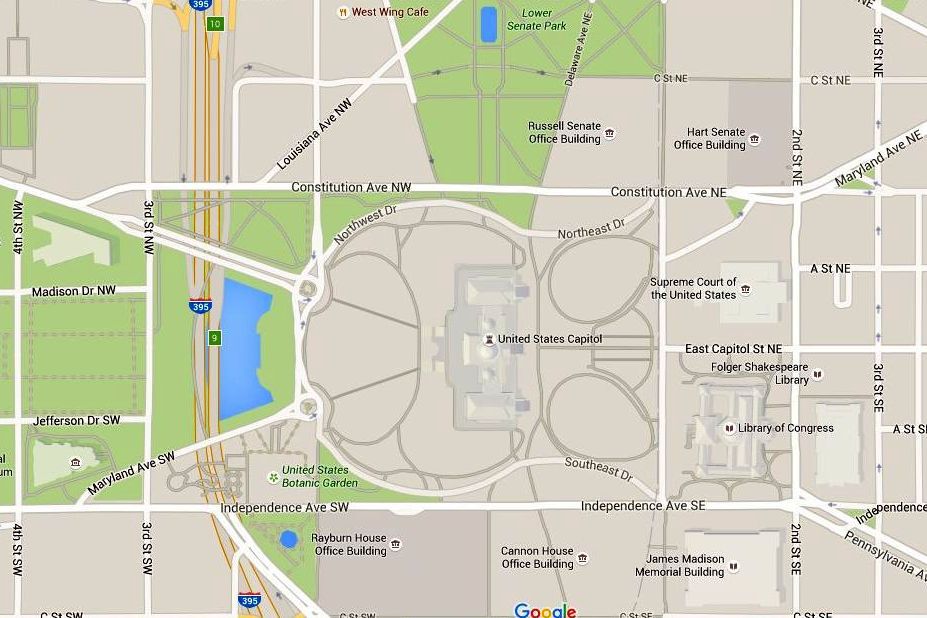 395
10
West Wing Cafe
Lower
Senate Park
Delaware Ave NE
3rd St NE
C St NE
C St NE
Louisiana Ave NW
Russell Senate
Office Building
Hart Senate
Office Building
2nd St NE
Maryland Ave NE
Constitution Ave NW
Constitution Ave NE
4th St NW
3rd St NW
Northwest Dr
Northeast Dr
A St NE
Madison Dr NW
395
Supreme Court of
the United States
9
United States Capitol
East Capitol St NE
Folger Shakespeare
Library
3rd St SE
Jefferson Dr SW
Library of Congress
A St S
Maryland Ave SW
um
United States
Botanic Garden
Southeast Dr
Independence Ave SW
Independence Ave SE
Independence
4th St SW
3rd St SW
Rayburn House
Office Building
Cannon House
Office Building
James Madison
Memorial Building
2nd St SE
Pennsylvania Av
395
C St SW
C St SW
Google
C St SE
C St SE